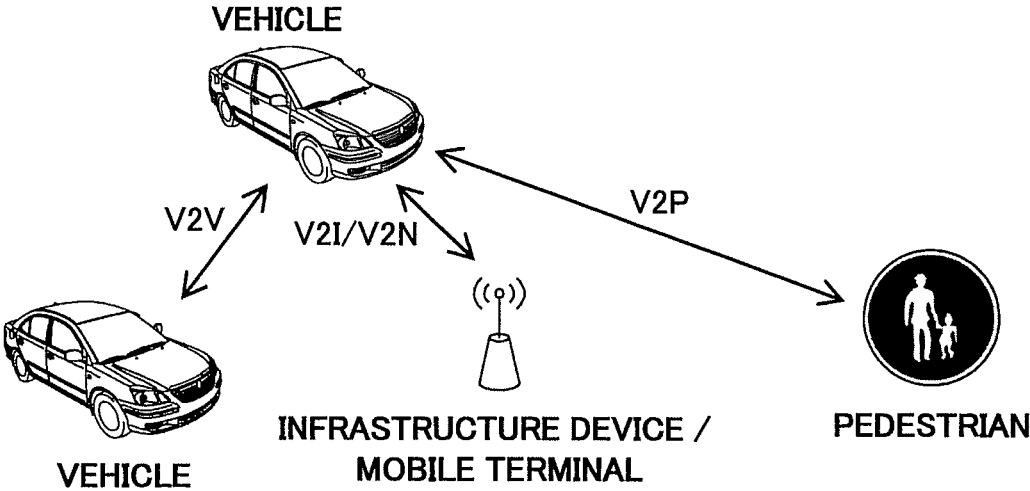 VEHICLE
V2V
V2I/V2N
V2P
INFRASTRUCTURE DEVICE /
MOBILE TERMINAL
PEDESTRIAN
VEHICLE